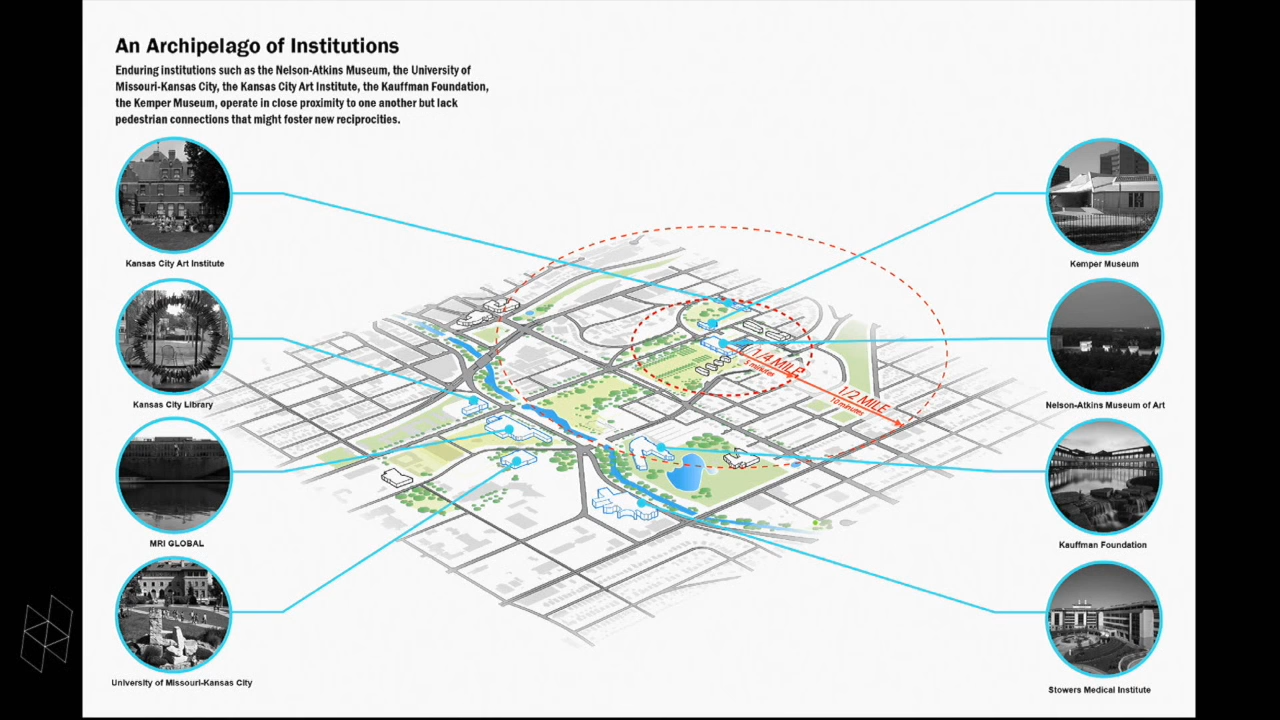 An Archipelago of Institutions
Enduring institutions such as the Nelson-Atkins Museum, the University of
Missouri-Kansas City, the Kansas City Art Institute, the Kauffman Foundation,
the Kemper Museum, operate in close proximity to one another but lack
pedestrian connections that might foster new reciprocities.
Kansas City Art Institute
Kemper Museum
1/4 MILE
5 minutes
1/2 MILE
10 minutes
Kansas City Library
Nelson-Atkins Museum of Art
MRI GLOBAL
Kauffman Foundation
University of Missouri-Kansas City
Stowers Medical Institute